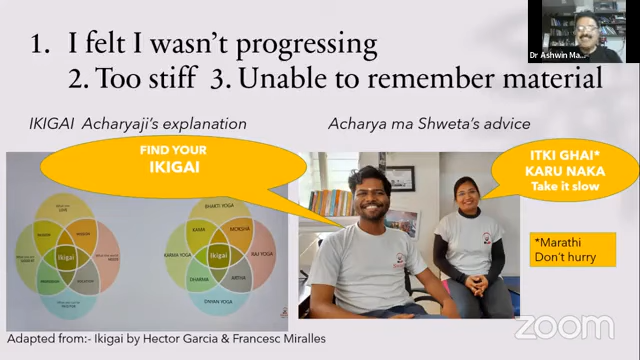 1. I felt I wasn't progressing
2. Too stiff 3. Unable to remember material
Dr Ashwin Ma...
IKIGAI Acharyaji's explanation
Acharya ma Shweta's advice
FIND YOUR
IKIGAI
ITKI GHAI*
KARU NAKA
Take it slow
*Marathi
Don't hurry
Ikigai
BHAKTI YOGA
KAMA
MOKSHA
KARMA YOGA
Ikigai
RAJ YOGA
DHARMA
ARTHA
DHYAN YOGA
Adapted from:- Ikigai by Hector Garcia & Francesc Miralles
zoom